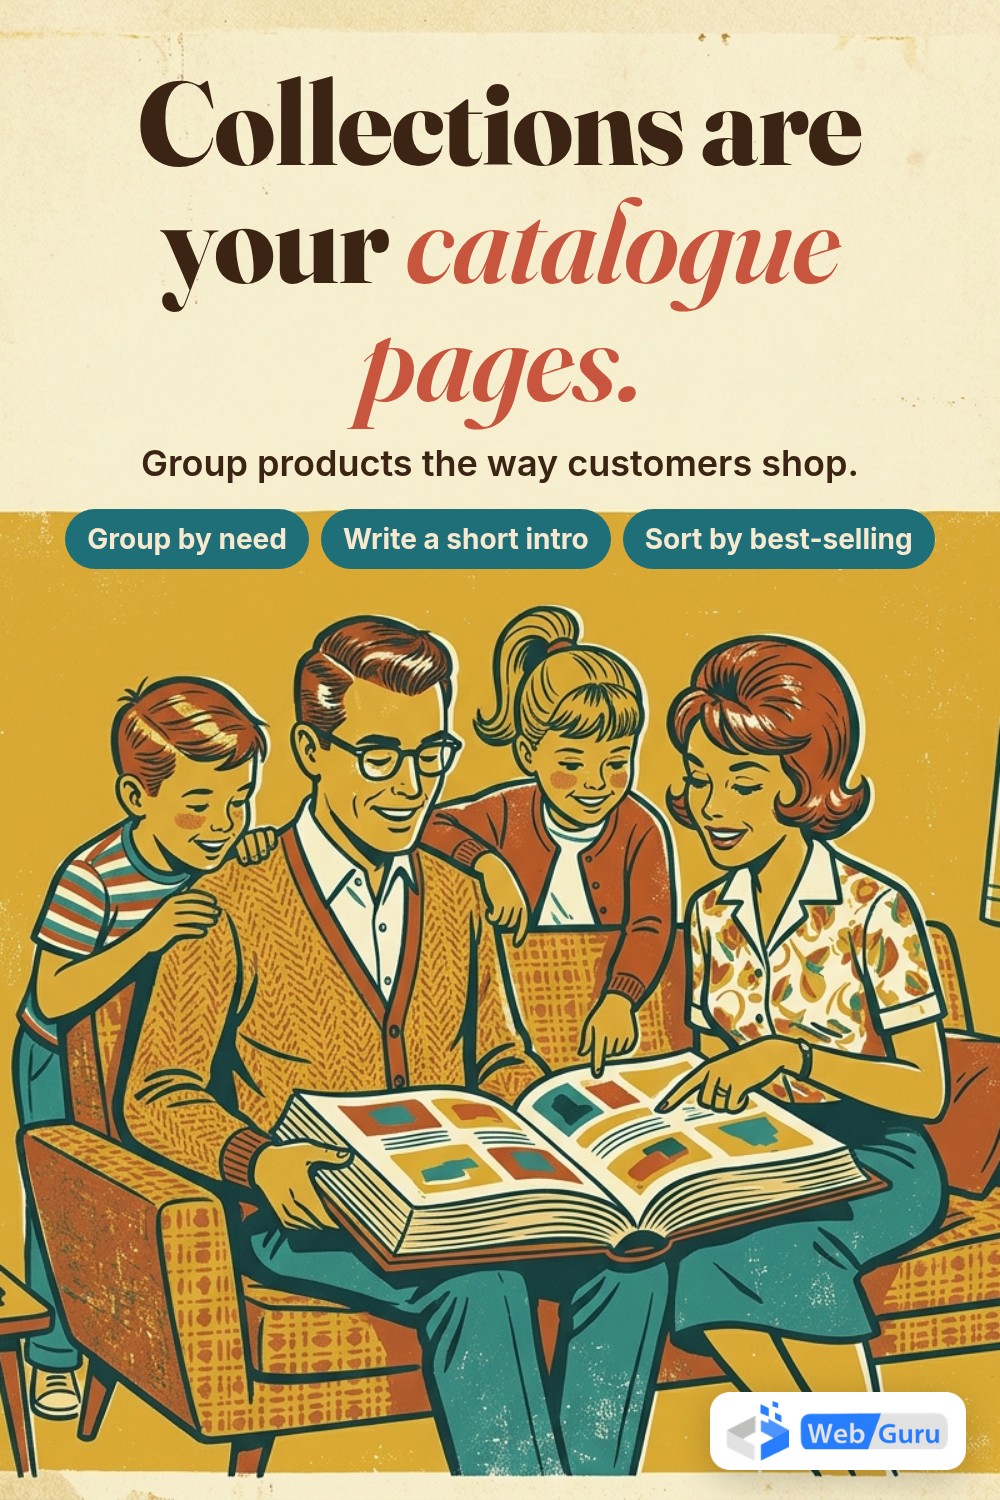 Collections are
your catalogue
pages.
Group products the way customers shop.
Group by need
Write a short intro
Sort by best-selling
Web Guru